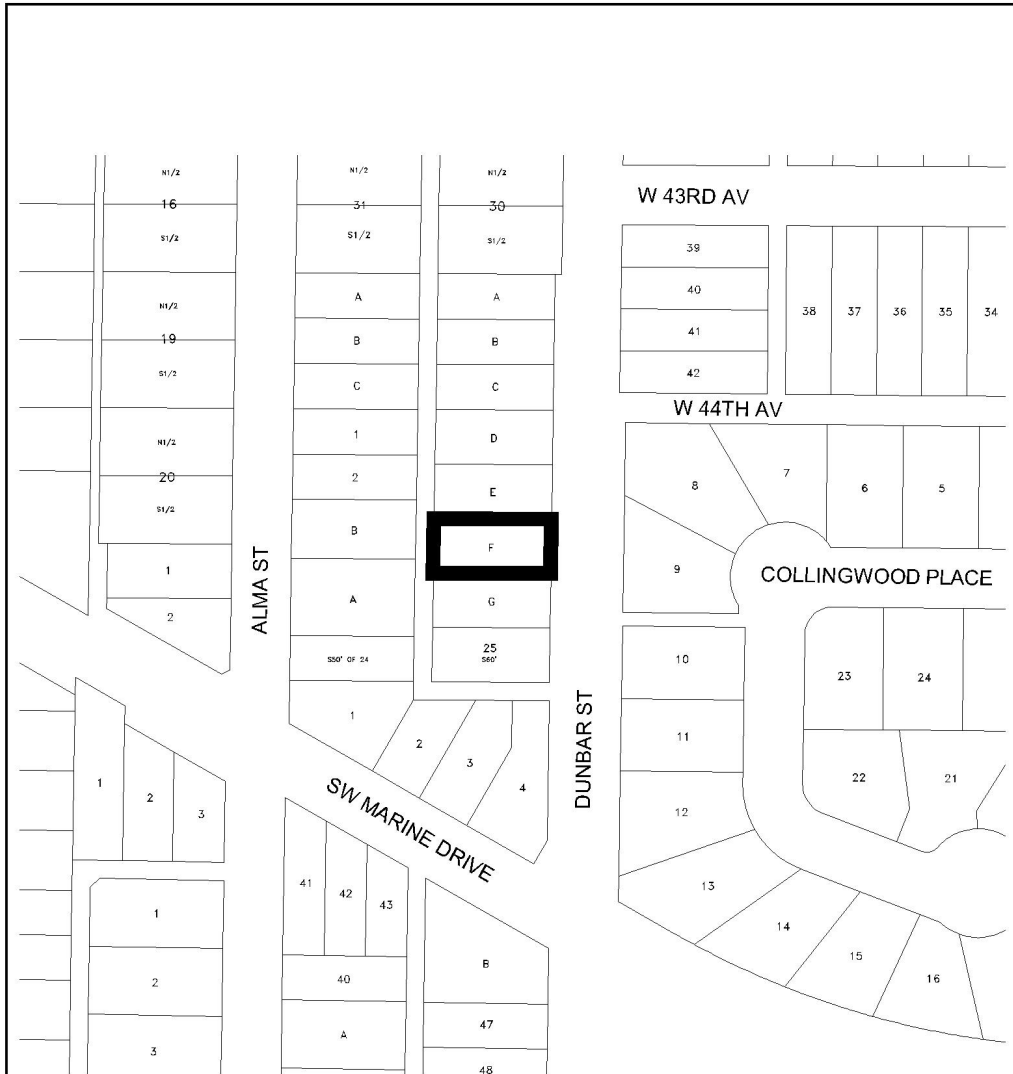 N1/2
16
S1/2
N1/2
19
S1/2
N1/2
20
S1/2
1
2
ALMA ST
N1/2
31
S1/2
A
B
C
1
2
B
A
S50' OF 24
1
N1/2
30
S1/2
A
B
C
D
E
F
G
25
S60'
2
3
4
DUNBAR ST
SW MARINE DRIVE
W 43RD AV
39
40
41
42
38
37
36
35
34
W 44TH AV
8
7
6
5
9
COLLINGWOOD PLACE
10
11
12
13
14
15
16
23
24
22
21
1
2
3
1
2
3
41
42
43
40
A
B
47
48